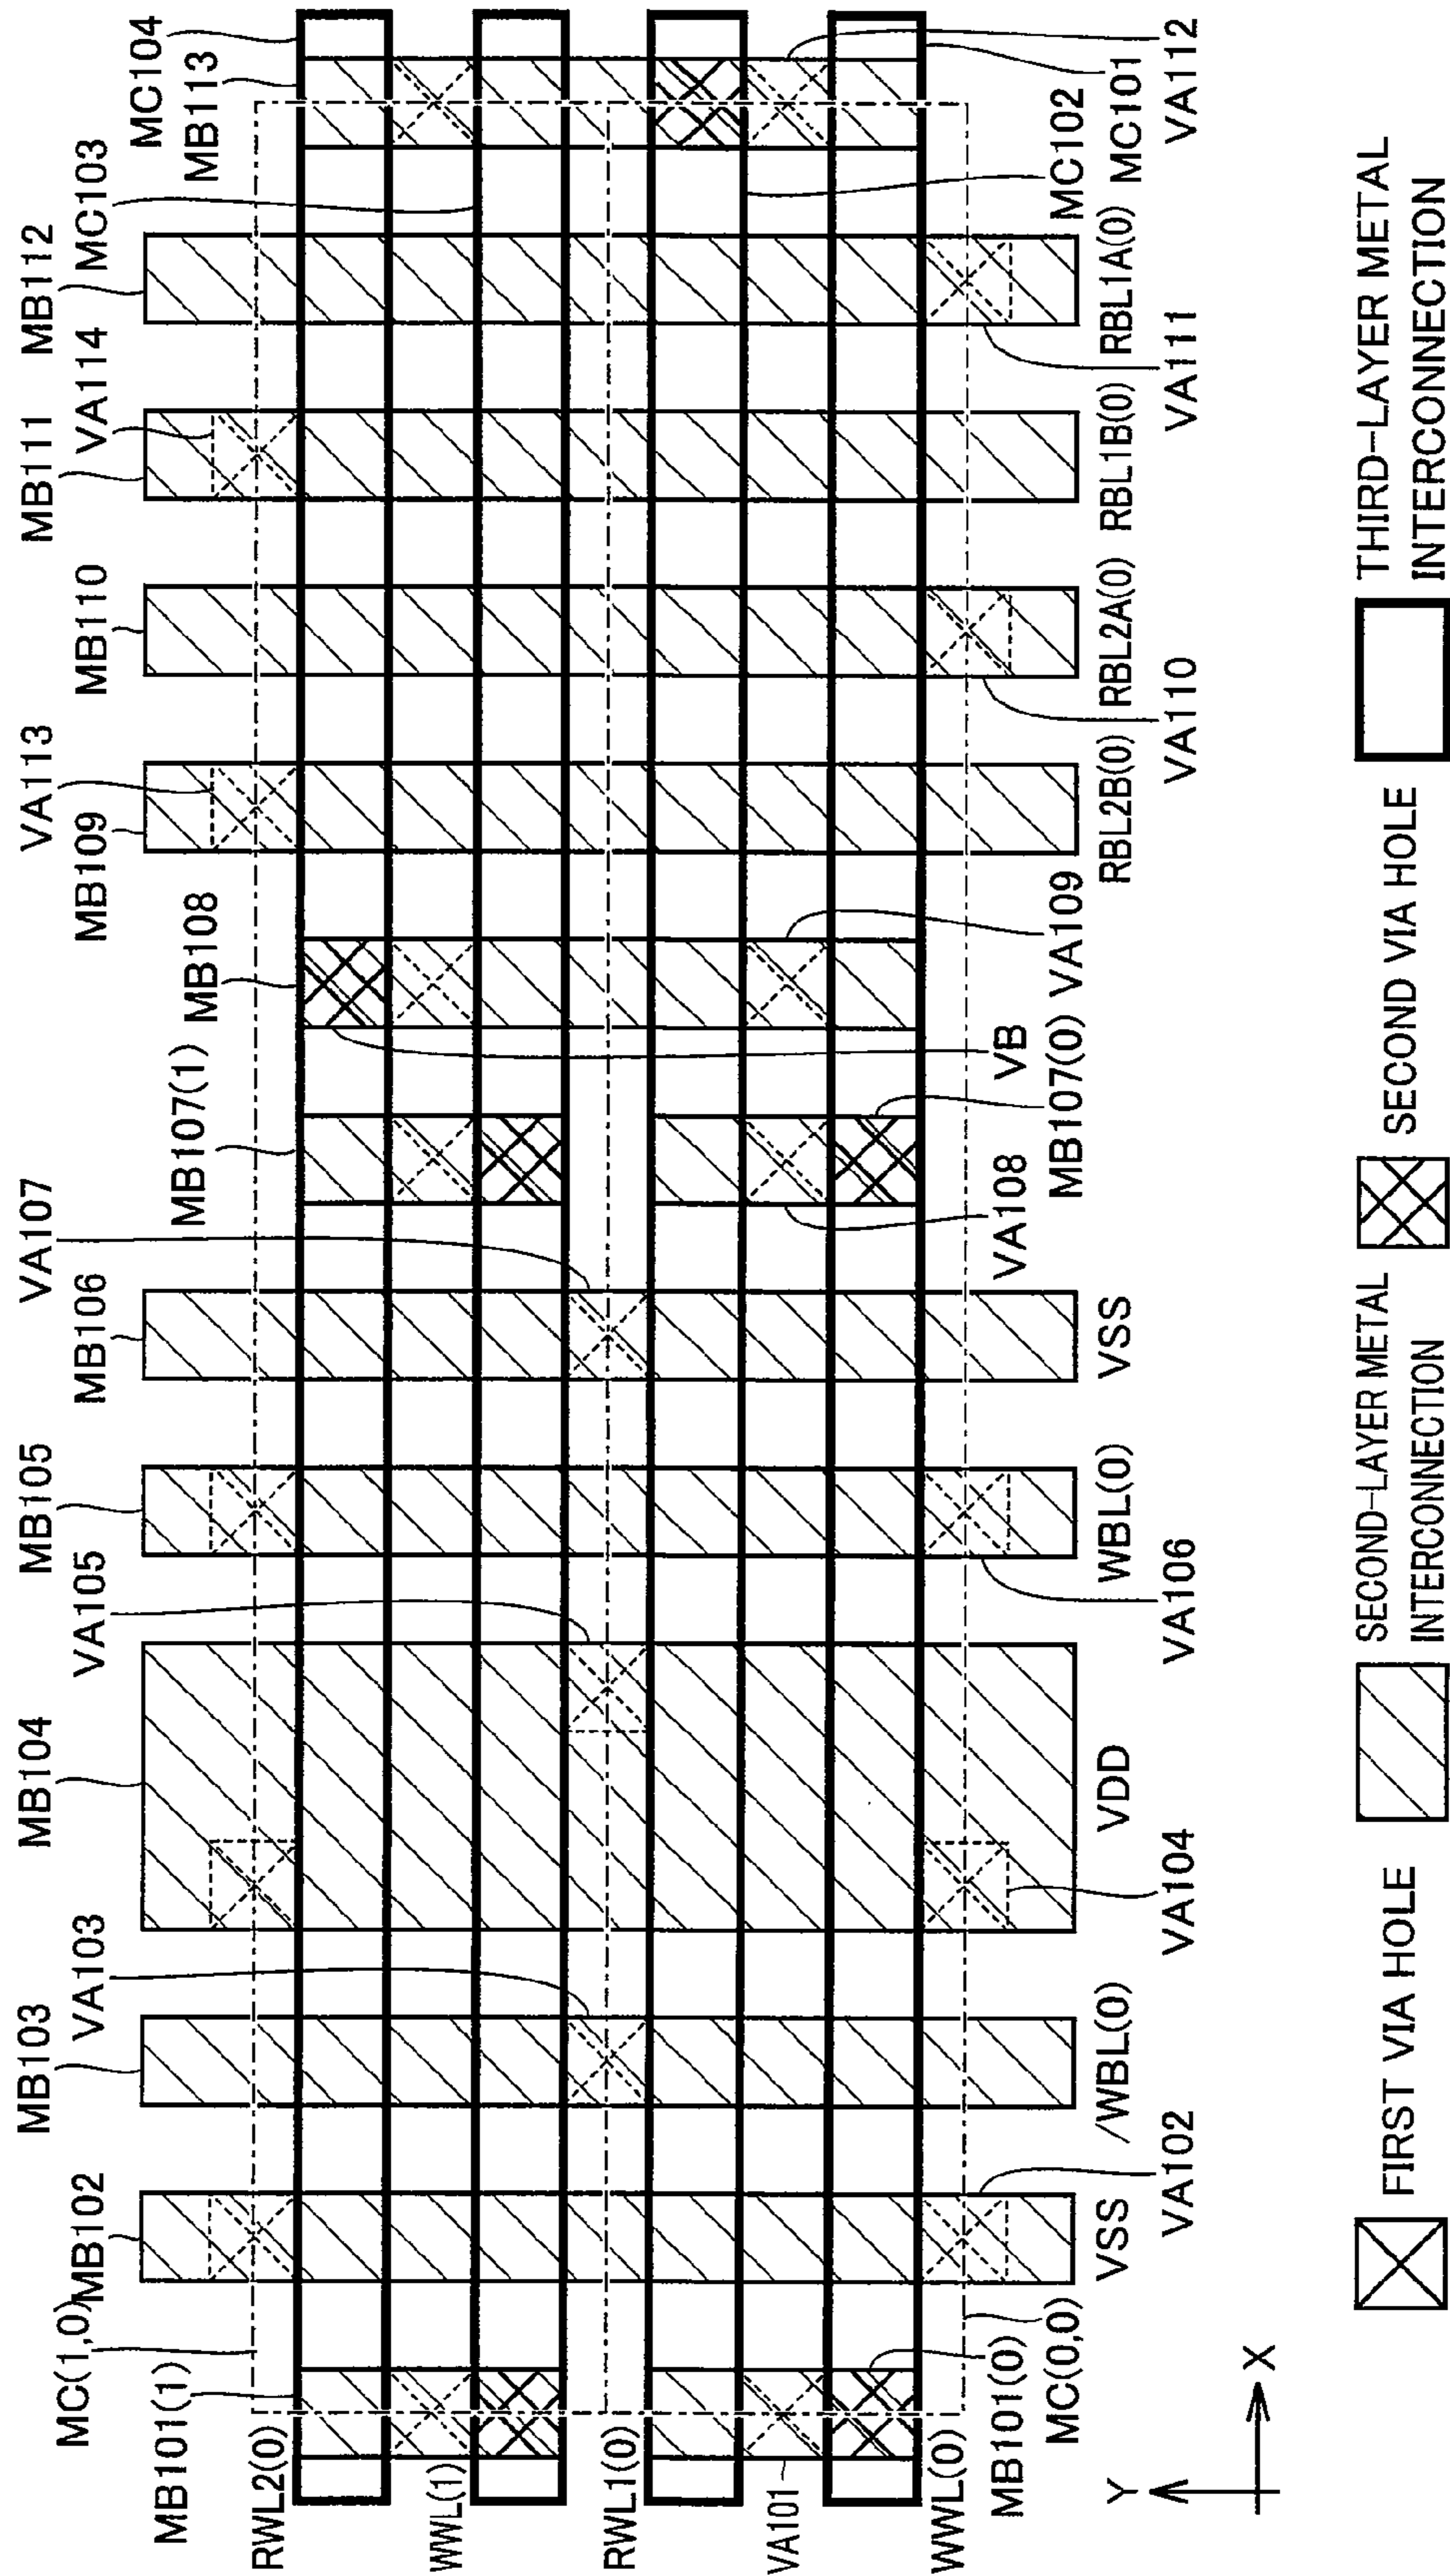 MC(1,0)
MB102
MB103
VA103
MB104
VA105
MB105
MB106
VA107
MB107(1)
MB108
MB109
VA113
MB110
MB111
VA114
MB112
MC103
MB113
MC104
MB101(1)
RWL2(0)
WWL(1)
RWL1(0)
VA101
WWL(0)
MB101(0)
MC(0,0)
VSS
VA102
/WBL(0)
VDD
VA104
WBL(0)
VA106
VSS
VA108
MB107(0)
VB
VA109
RBL2B(0)
RBL2A(0)
VA110
RBL1B(0)
RBL1A(0)
VA111
MC102
MC101
VA112
Y
X
FIRST VIA HOLE
SECOND-LAYER METAL
INTERCONNECTION
SECOND VIA HOLE
THIRD-LAYER METAL
INTERCONNECTION